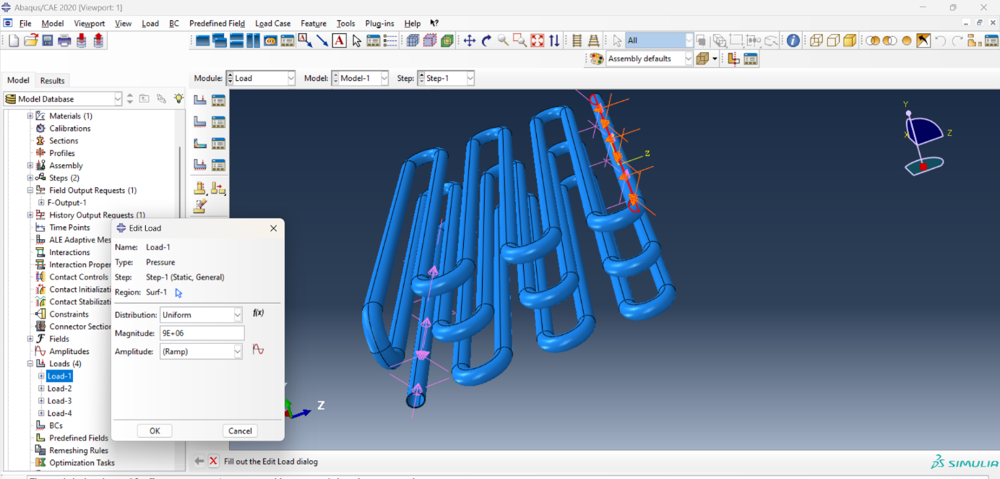 Abaqus/CAE 2020 [Viewport: 1]
File Model Viewport View Load BC Predefined Field Load Case Feature Tools Plug-ins Help
A A All i
Assembly defaults
Model Results
Module: Load Model: Model-1 Step: Step-1
Model Database
Materials (1)
Calibrations
Sections
Profiles
Assembly
Steps (2)
Field Output Requests (1)
F-Output-1
History Output Requests (1)
Time Points
ALE Adaptive Mes
Interactions
Interaction Proper
Contact Controls
Contact Initializati
Contact Stabilizati
Constraints
Connector Section
Fields
Amplitudes
Loads (4)
Load-1
Load-2
Load-3
Load-4
BCs
Predefined Fields
Remeshing Rules
Optimization Tasks
Edit Load
Name: Load-1
Type: Pressure
Step: Step-1 (Static, General)
Region: Surf-1
Distribution: Uniform f(x)
Magnitude: 9E+06
Amplitude: (Ramp)
OK Cancel
Z
Y
X Z
Z
Fill out the Edit Load dialog
SIMULIA